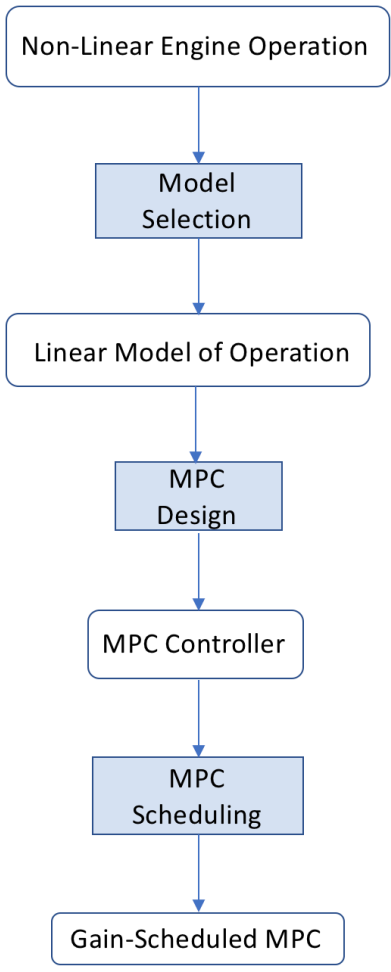 Non-Linear Engine Operation
Model
Selection
Linear Model of Operation
MPC
Design
MPC Controller
MPC
Scheduling
Gain-Scheduled MPC